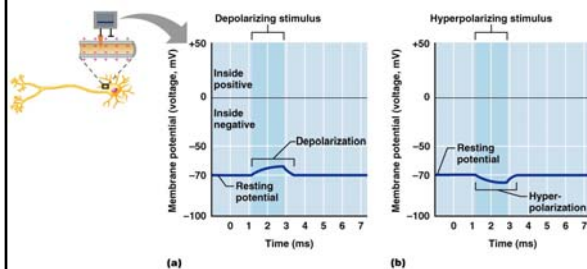 Depolarizing stimulus
Membrane potential (voltage, mV)
+50
0
–70
–100
Inside
positive
Inside
negative
Depolarization
Resting
potential
0 1 2 3 4 5 6 7
Time (ms)
(a)
Hyperpolarizing stimulus
Membrane potential (voltage, mV)
+50
0
–70
–100
Resting
potential
Hyper-
polarization
0 1 2 3 4 5 6 7
Time (ms)
(b)